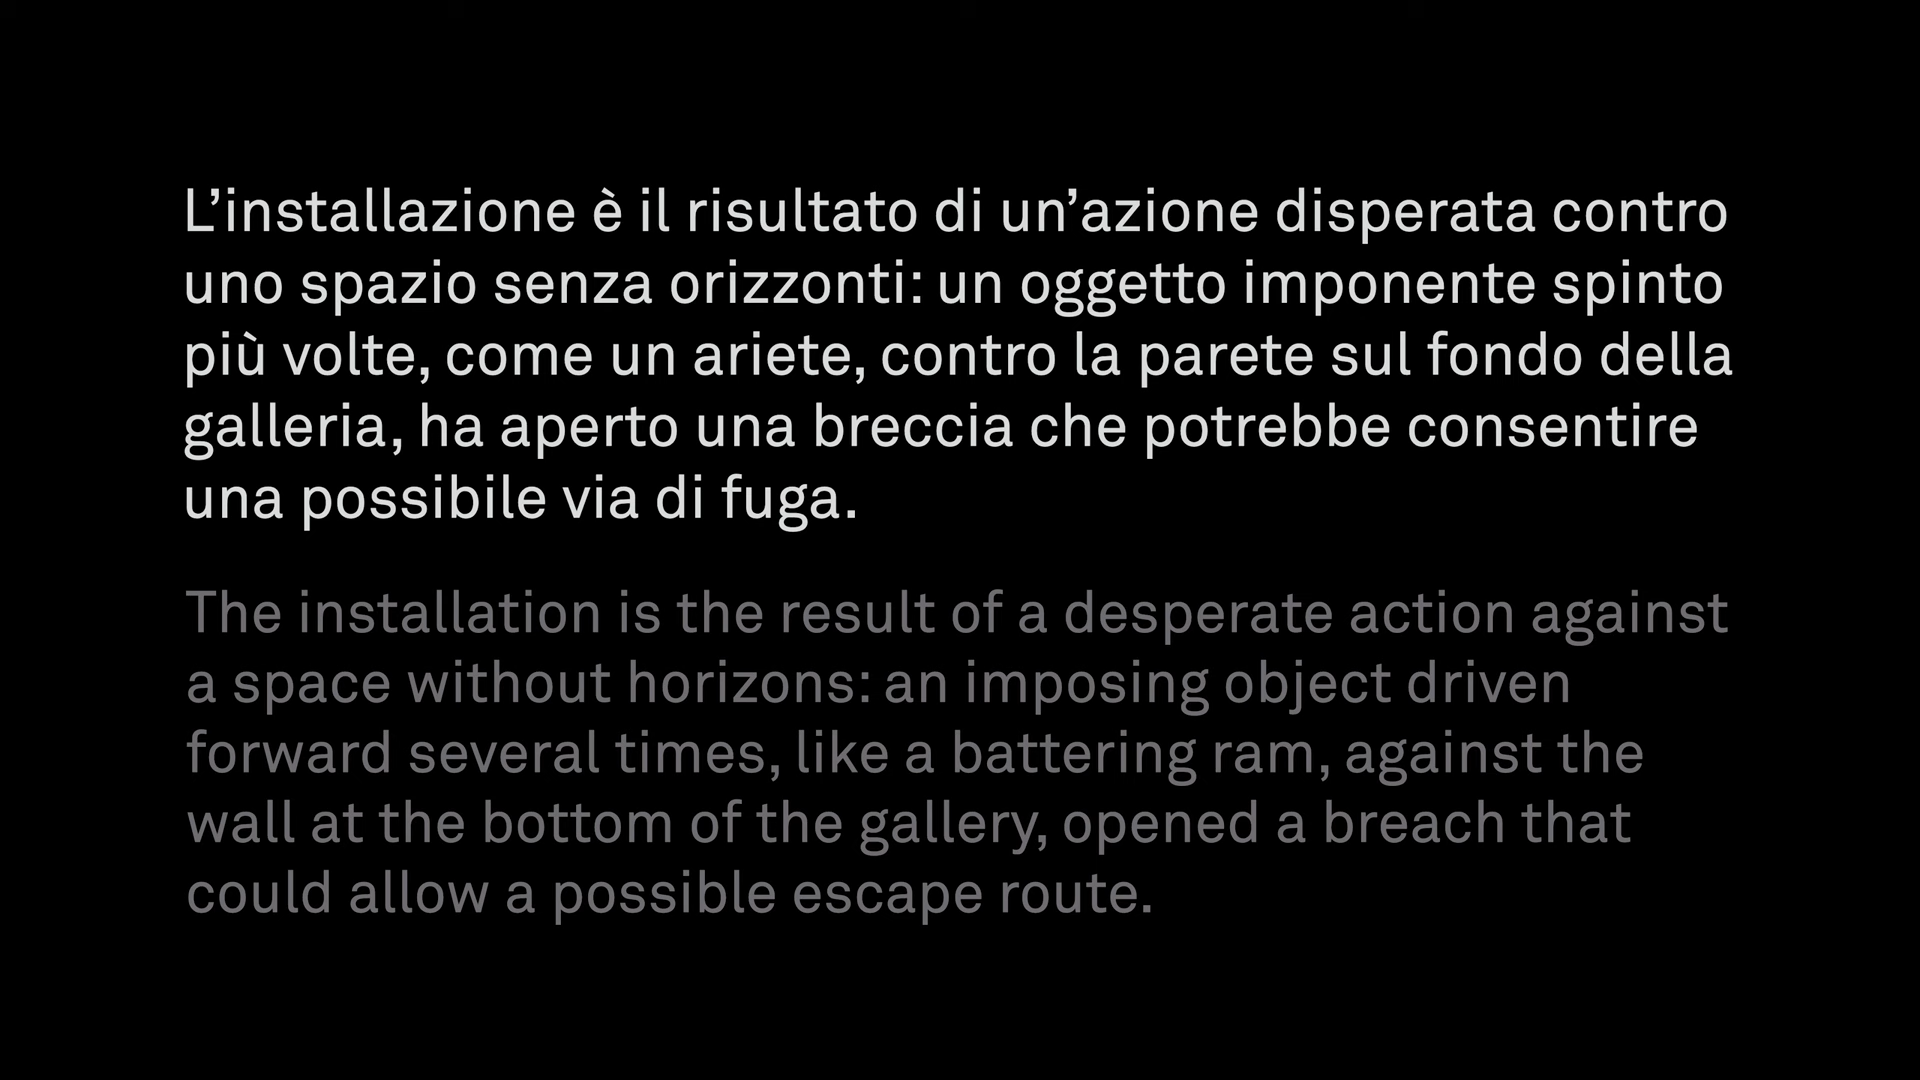 L’installazione è il risultato di un’azione disperata contro
uno spazio senza orizzonti: un oggetto imponente spinto
più volte, come un ariete, contro la parete sul fondo della
galleria, ha aperto una breccia che potrebbe consentire
una possibile via di fuga.
The installation is the result of a desperate action against
a space without horizons: an imposing object driven
forward several times, like a battering ram, against the
wall at the bottom of the gallery, opened a breach that
could allow a possible escape route.